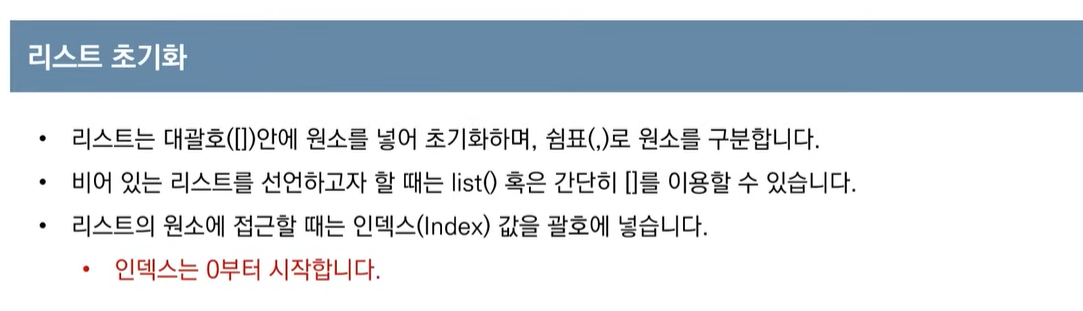 리스트 초기화
• 리스트는 대괄호([])안에 원소를 넣어 초기화하며, 쉼표(,)로 원소를 구분합니다.
• 비어 있는 리스트를 선언하고자 할 때는 list() 혹은 간단히 []를 이용할 수 있습니다.
• 리스트의 원소에 접근할 때는 인덱스(Index) 값을 괄호에 넣습니다.
• 인덱스는 0부터 시작합니다.